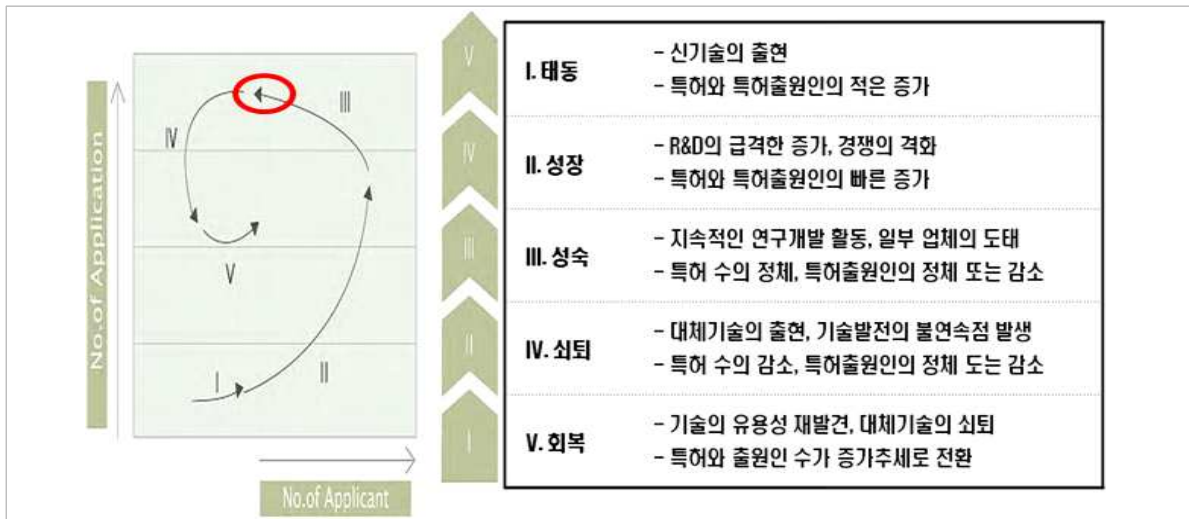 No.of Application
No.of Applicant
I
II
III
IV
V
V
IV
III
II
I
I. 태동
- 신기술의 출현
- 특허와 특허출원인의 적은 증가
II. 성장
- R&D의 급격한 증가, 경쟁의 격화
- 특허와 특허출원인의 빠른 증가
III. 성숙
- 지속적인 연구개발 활동, 일부 업체의 도태
- 특허 수의 정체, 특허출원인의 정체 또는 감소
IV. 쇠퇴
- 대체기술의 출현, 기술발전의 불연속점 발생
- 특허 수의 감소, 특허출원인의 정체 도는 감소
V. 회복
- 기술의 유용성 재발견, 대체기술의 쇠퇴
- 특허와 출원인 수가 증가추세로 전환